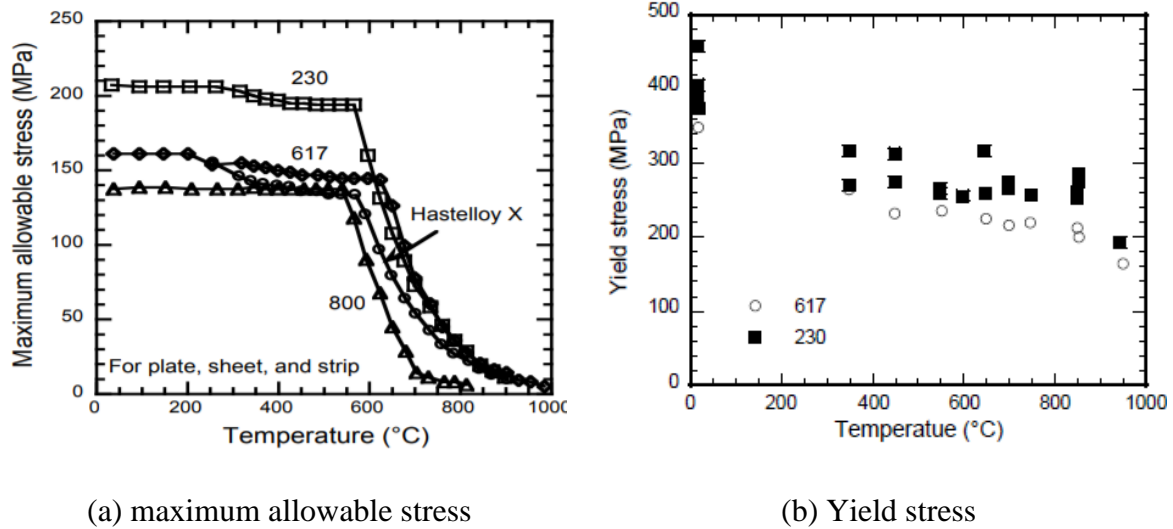 250
200
150
100
50
0
Maximum allowable stress (MPa)
230
617
Hastelloy X
800
For plate, sheet, and strip
0 200 400 600 800 1000
Temperature (°C)
(a) maximum allowable stress
500
400
300
200
100
0
Yield stress (MPa)
617
230
0 200 400 600 800 1000
Temperatue (°C)
(b) Yield stress